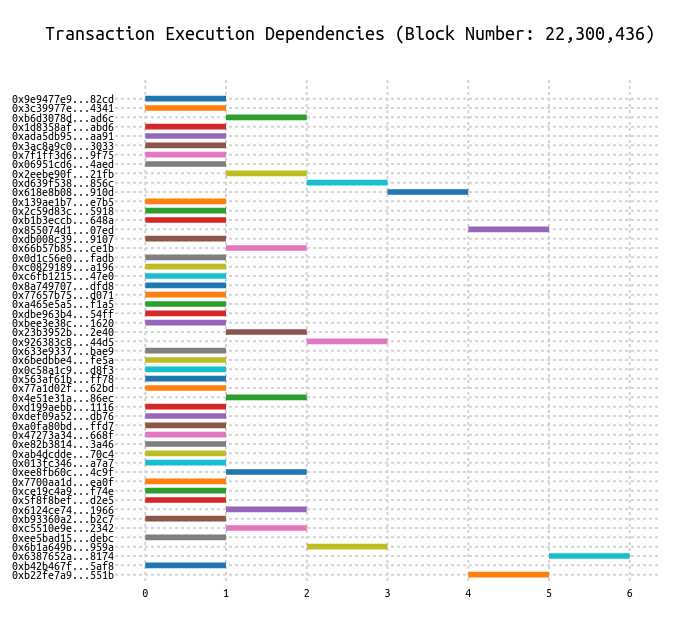 Transaction Execution Dependencies (Block Number: 22,300,436)
0x9e9477e9...82cd
0x3c39977e...4341
0xb6d3078d...ad6c
0x1d8358af...abd6
0xada5db95...aa91
0x3ac8a9c0...3033
0x7f1ff3d6...9f75
0x06951cd6...4aed
0x2eebe90f...21fb
0xd639f538...856c
0x618e8b08...910d
0x139ae1b7...e7b5
0x2c59d83c...5918
0xb1b3eccb...648a
0x855074d1...07ed
0xdb008c39...9107
0x66b57b85...ce1b
0x0d1c56e0...fadb
0xc0829189...a196
0xc6fb1215...47e0
0x8a749707...dfd8
0x77657b75...d071
0xa465e5a5...f1a5
0xdbe963b4...54ff
0xbee3e38c...1620
0x23b3952b...2e40
0x926383c8...44d5
0x633e9337...bae9
0x6bedbbe4...fe5a
0x0c58a1c9...d8f3
0x563af61b...ff78
0x77a1d02f...62bd
0x4e51e31a...86ec
0xd199aebb...1116
0xdef09a52...db76
0xa0fa80bd...ffd7
0x47273a34...668f
0xe82b3814...3a46
0xab4dcdde...70c4
0x013fc346...a7a7
0xee8fb60c...4c9f
0x7700aa1d...ea0f
0xce19c4a9...f74e
0x5f8f8bef...d2e5
0x6124ce74...1966
0xb93360a2...b2c7
0xc5510e9e...2342
0xee5bad15...debc
0x6b1a649b...959a
0x6387652a...8174
0xb42b467f...5af8
0xb22fe7a9...551b
0 1 2 3 4 5 6